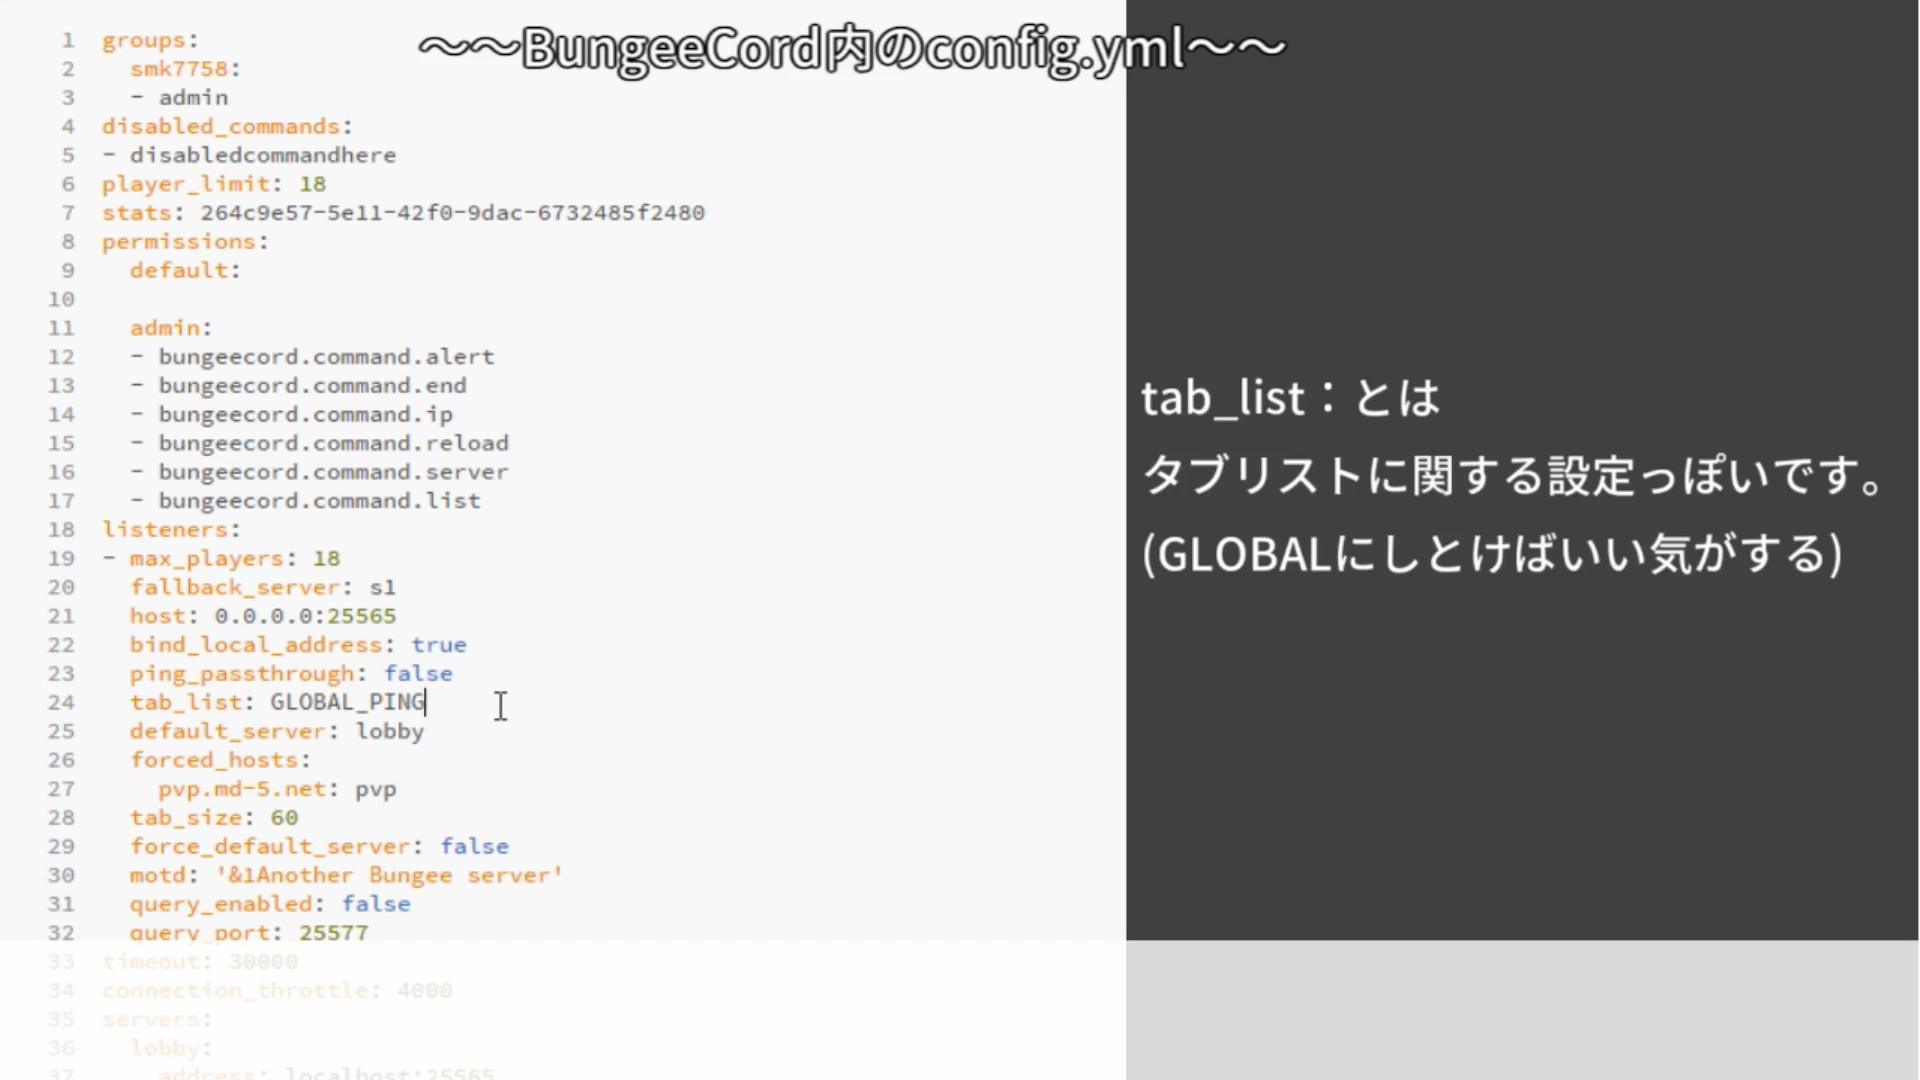 ~~BungeeCord内のconfig.yml~~
1 groups:
2 smk7758:
3 - admin
4 disabled_commands:
5 - disabledcommandhere
6 player_limit: 18
7 stats: 264c9e57-5e11-42f0-9dac-6732485f2480
8 permissions:
9 default:
10
11 admin:
12 - bungeecord.command.alert
13 - bungeecord.command.end
14 - bungeecord.command.ip
15 - bungeecord.command.reload
16 - bungeecord.command.server
17 - bungeecord.command.list
18 listeners:
19 - max_players: 18
20 fallback_server: s1
21 host: 0.0.0.0:25565
22 bind_local_address: true
23 ping_passthrough: false
24 tab_list: GLOBAL_PING
25 default_server: lobby
26 forced_hosts:
27 pvp.md-5.net: pvp
28 tab_size: 60
29 force_default_server: false
30 motd: '&1Another Bungee server'
31 query_enabled: false
32 query_port: 25577
33 timeout: 30000
34 connection_throttle: 4000
35 servers:
36 lobby:
37 address: localhost:25565
tab_list：とは
タブリストに関する設定っぽいです。
(GLOBALにしとけばいい気がする)